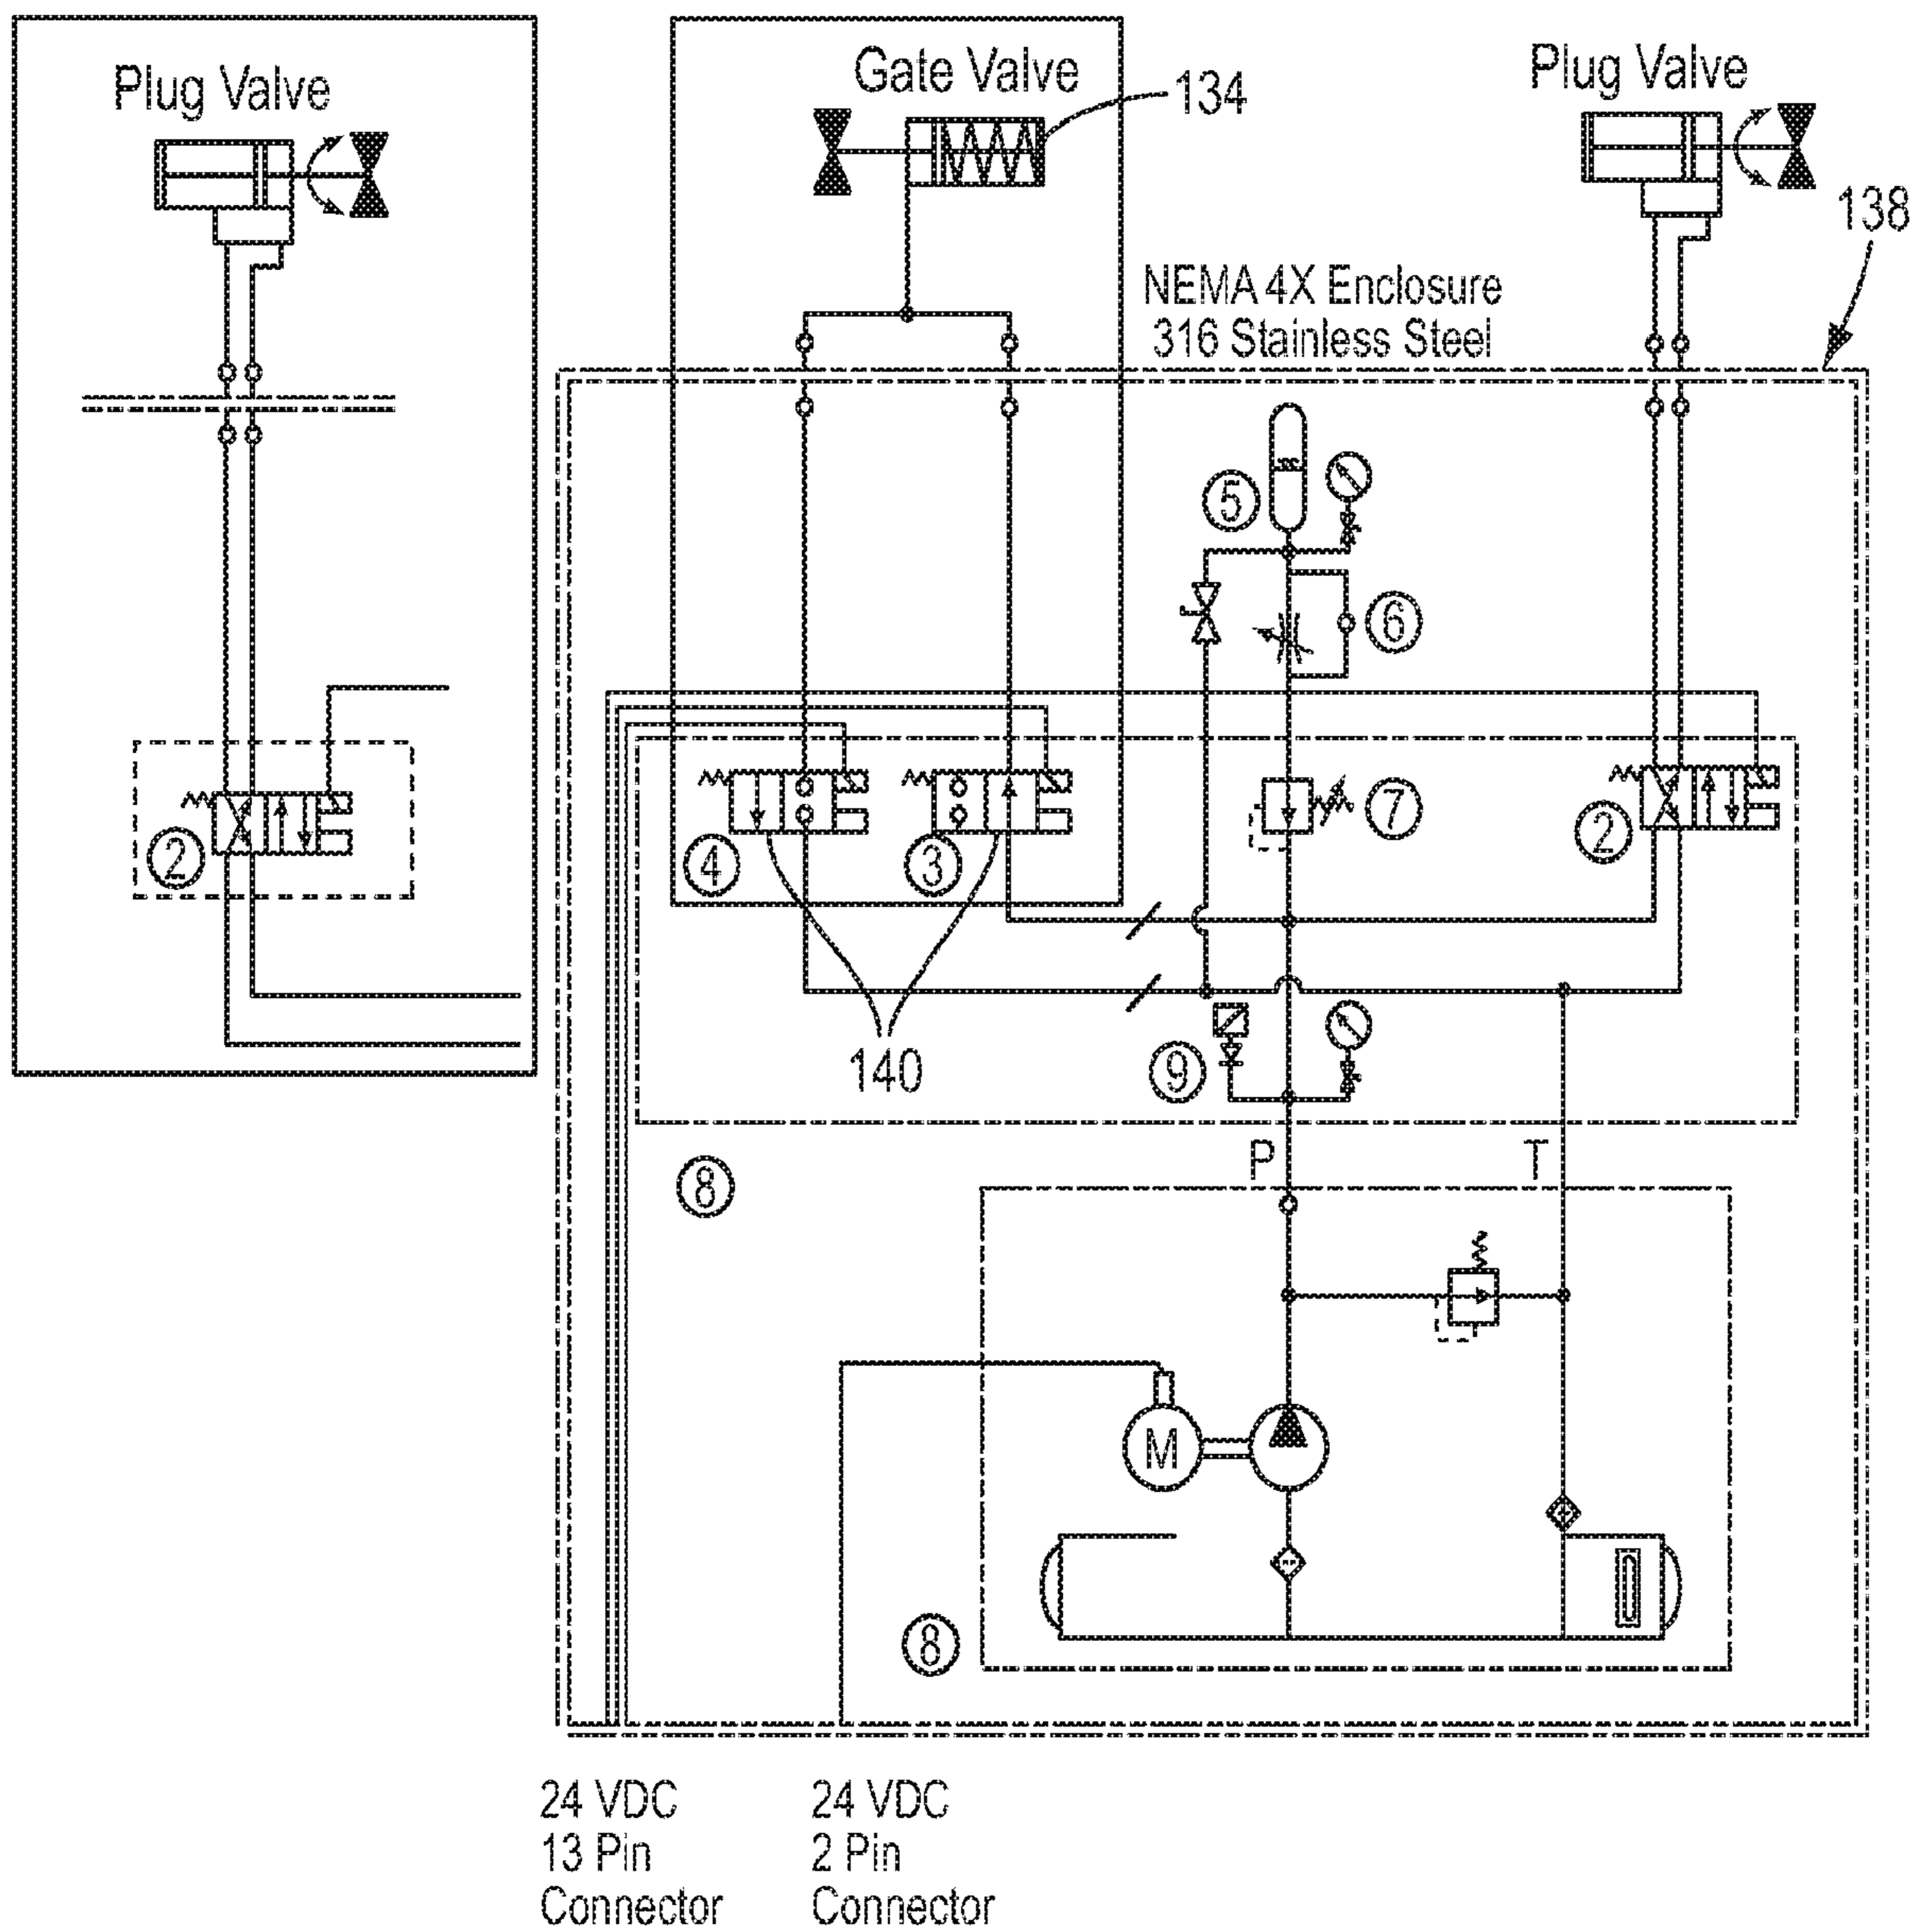 Plug Valve
Gate Valve
134
Plug Valve
138
NEMA 4X Enclosure
316 Stainless Steel
5
6
7
2
4
3
2
140
9
P
T
8
M
8
24 VDC
13 Pin
Connector
24 VDC
2 Pin
Connector